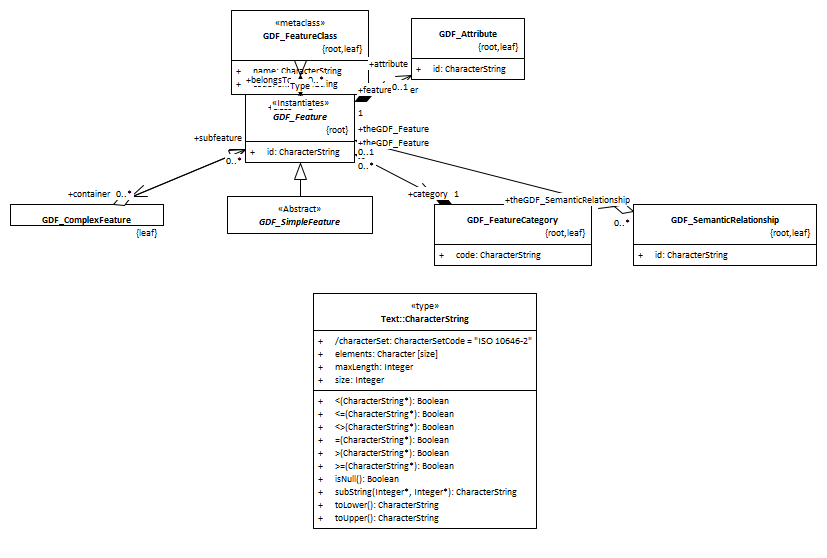 «metaclass»
GDF_FeatureClass
{root,leaf}
+ name: CharacterString
GDF_Attribute
{root,leaf}
+ id: CharacterString
+attribute
0..1
+belongsTo
0..*
Type
+
1
«Instantiates»
GDF_Feature
{root}
+ id: CharacterString
+theGDF_Feature
+theGDF_Feature
0..1
0..*
+subfeature
0..*
+container 0..*
GDF_ComplexFeature
{leaf}
«Abstract»
GDF_SimpleFeature
+category 1
GDF_FeatureCategory
{root,leaf}
+ code: CharacterString
+theGDF_SemanticRelationship
0..*
GDF_SemanticRelationship
{root,leaf}
+ id: CharacterString
«type»
Text::CharacterString
+ /characterSet: CharacterSetCode = "ISO 10646-2"
+ elements: Character [size]
+ maxLength: Integer
+ size: Integer
+ <(CharacterString*): Boolean
+ <=(CharacterString*): Boolean
+ <>(CharacterString*): Boolean
+ =(CharacterString*): Boolean
+ >(CharacterString*): Boolean
+ >=(CharacterString*): Boolean
+ isNull(): Boolean
+ subString(Integer*, Integer*): CharacterString
+ toLower(): CharacterString
+ toUpper(): CharacterString